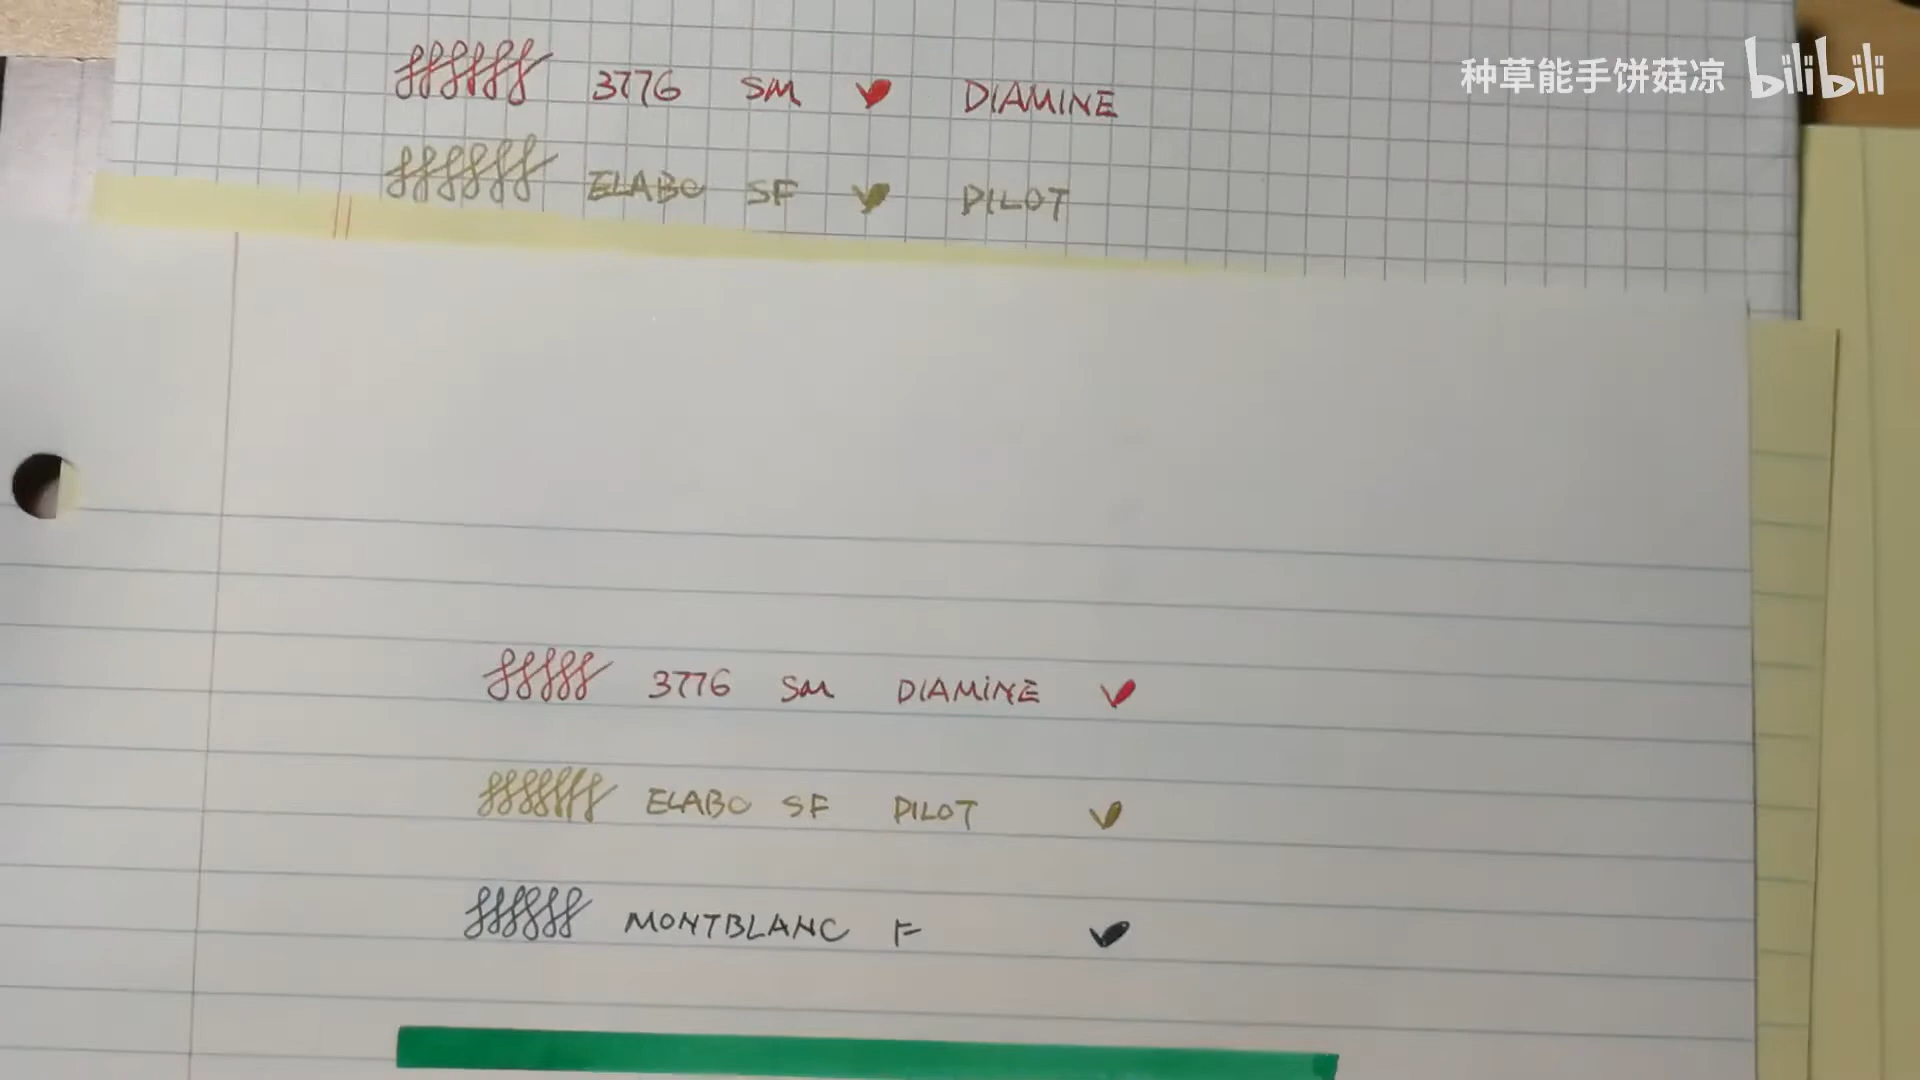 种草能手饼菇凉 bilibili
3776 SM DIAMINE
ELABO SF PILOT
3776 SM DIAMINE
ELABO SF PILOT
MONTBLANC F